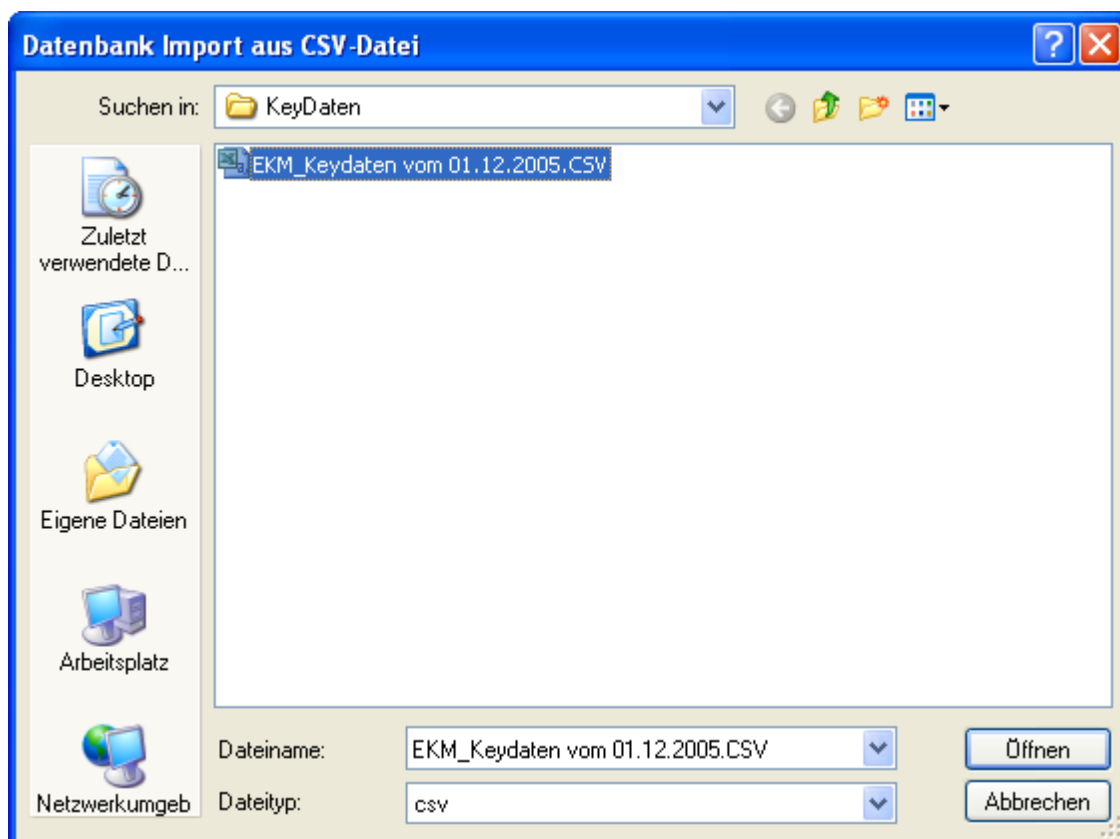 Datenbank Import aus CSV-Datei
Suchen in: KeyDaten
EKM_Keydaten vom 01.12.2005.CSV
Zuletzt
verwendete D...
Desktop
Eigene Dateien
Arbeitsplatz
Netzwerkumgeb
Dateiname: EKM_Keydaten vom 01.12.2005.CSV Öffnen
Dateityp: csv Abbrechen